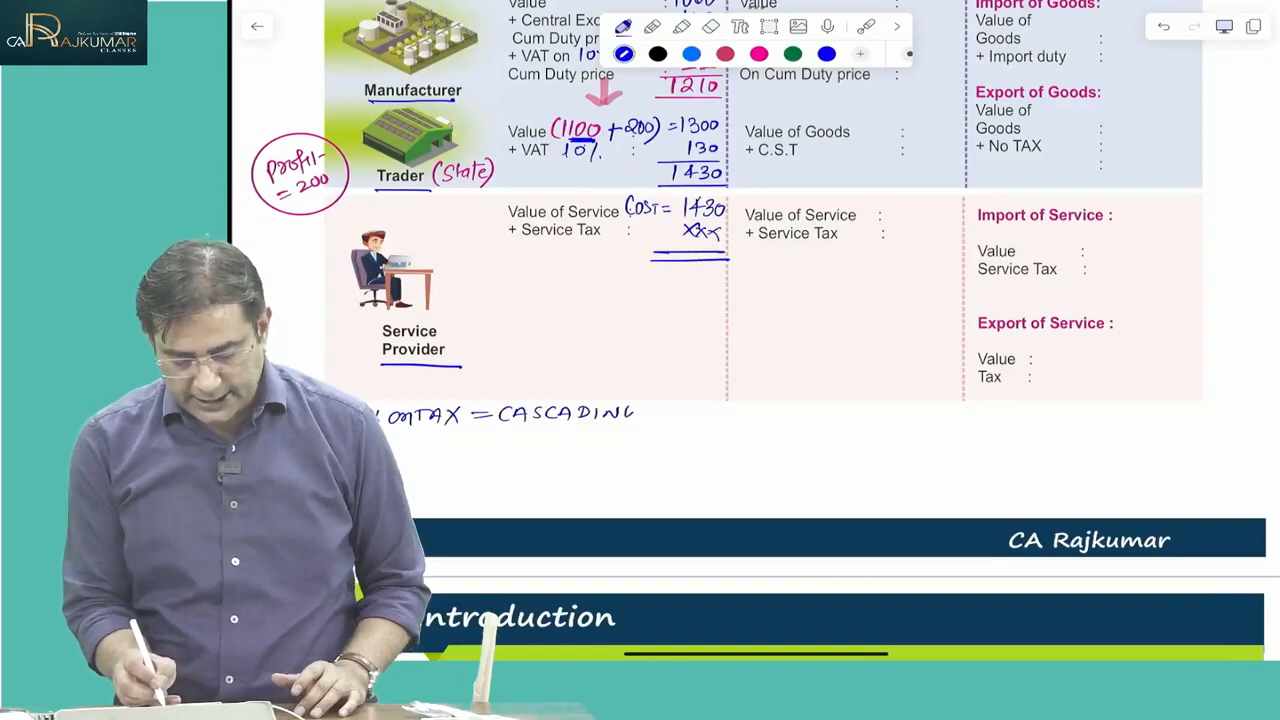 CA RAJKUMAR
CLASSES
Value
+ Central Exc
Cum Duty pr
+ VAT on 10
Cum Duty price
1210
Manufacturer
Value
On Cum Duty price :
Import of Goods:
Value of
Goods :
+ Import duty :
Export of Goods:
Value of
Goods :
+ No TAX :
:
Profit
= 200
Trader (State)
Value (1100 + 200) = 1300
+ VAT 10% : 130
1430
Value of Goods :
+ C.S.T :
Service
Provider
Value of Service Cost = 1430
+ Service Tax : xxx
Value of Service :
+ Service Tax :
Import of Service :
Value :
Service Tax :
Export of Service :
Value :
Tax :
on TAX = CASCADING
CA Rajkumar
ntroduction